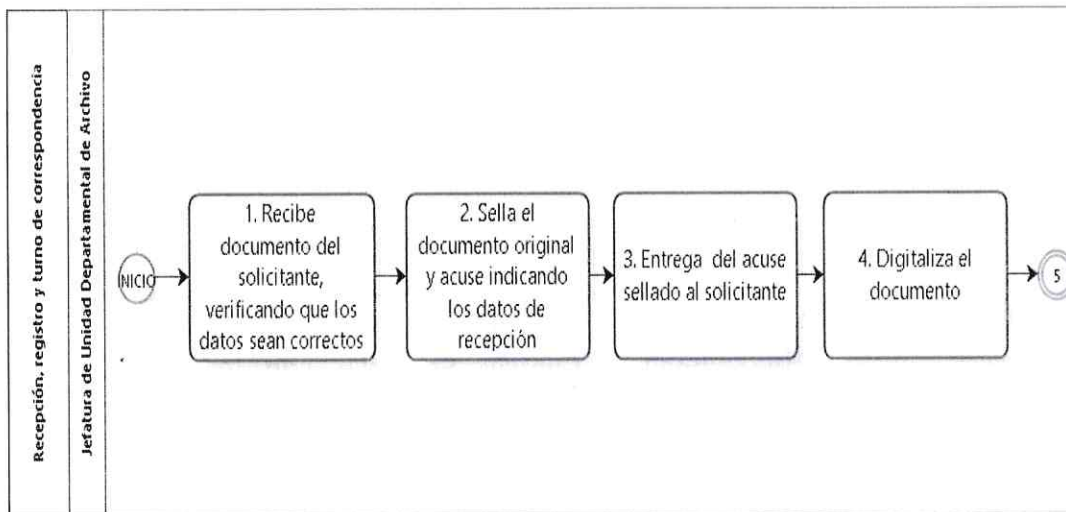 Recepción, registro y turno de correspondencia
Jefatura de Unidad Departamental de Archivo
INICIO
1. Recibe
documento del
solicitante,
verificando que los
datos sean correctos
2. Sella el
documento original
y acuse indicando
los datos de
recepción
3. Entrega del acuse
sellado al solicitante
4. Digitaliza el
documento
5